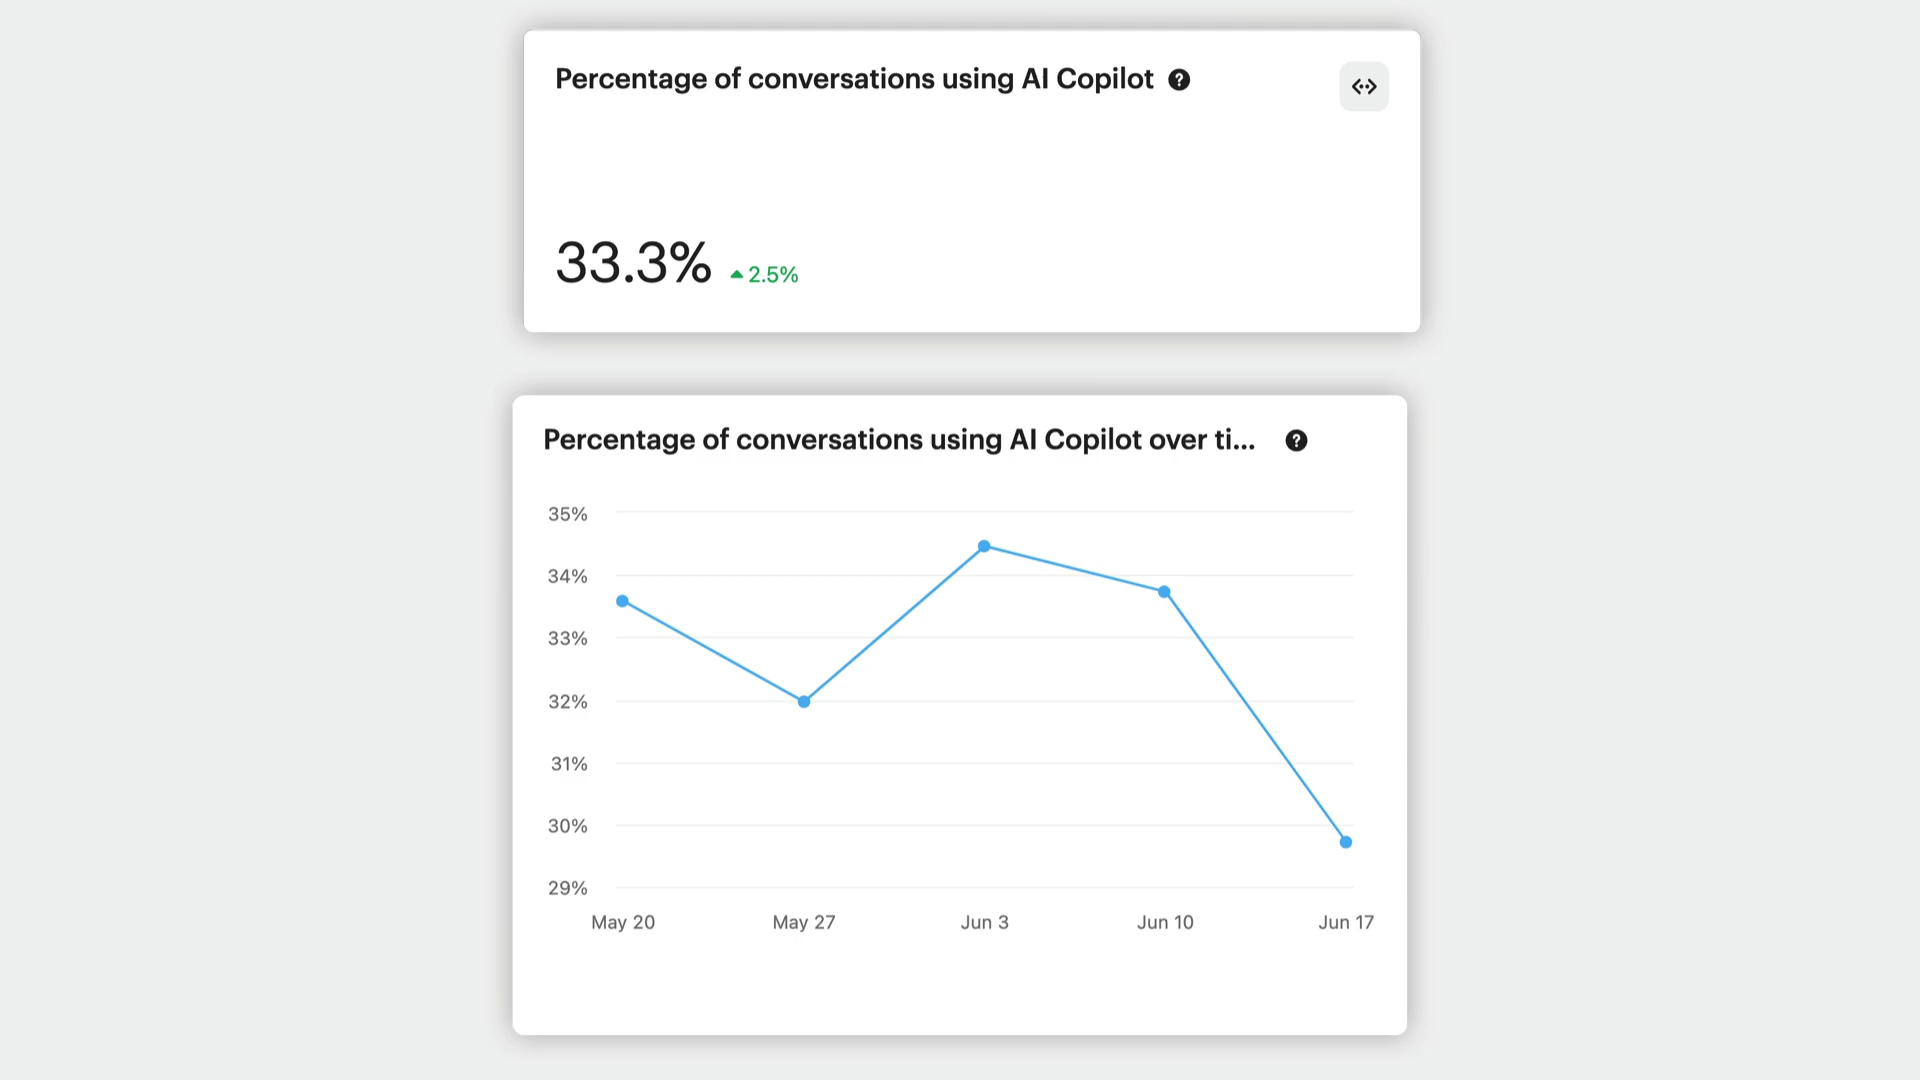 Percentage of conversations using AI Copilot ?
33.3% 2.5%
Percentage of conversations using AI Copilot over ti... ?
35%
34%
33%
32%
31%
30%
29%
May 20 May 27 Jun 3 Jun 10 Jun 17